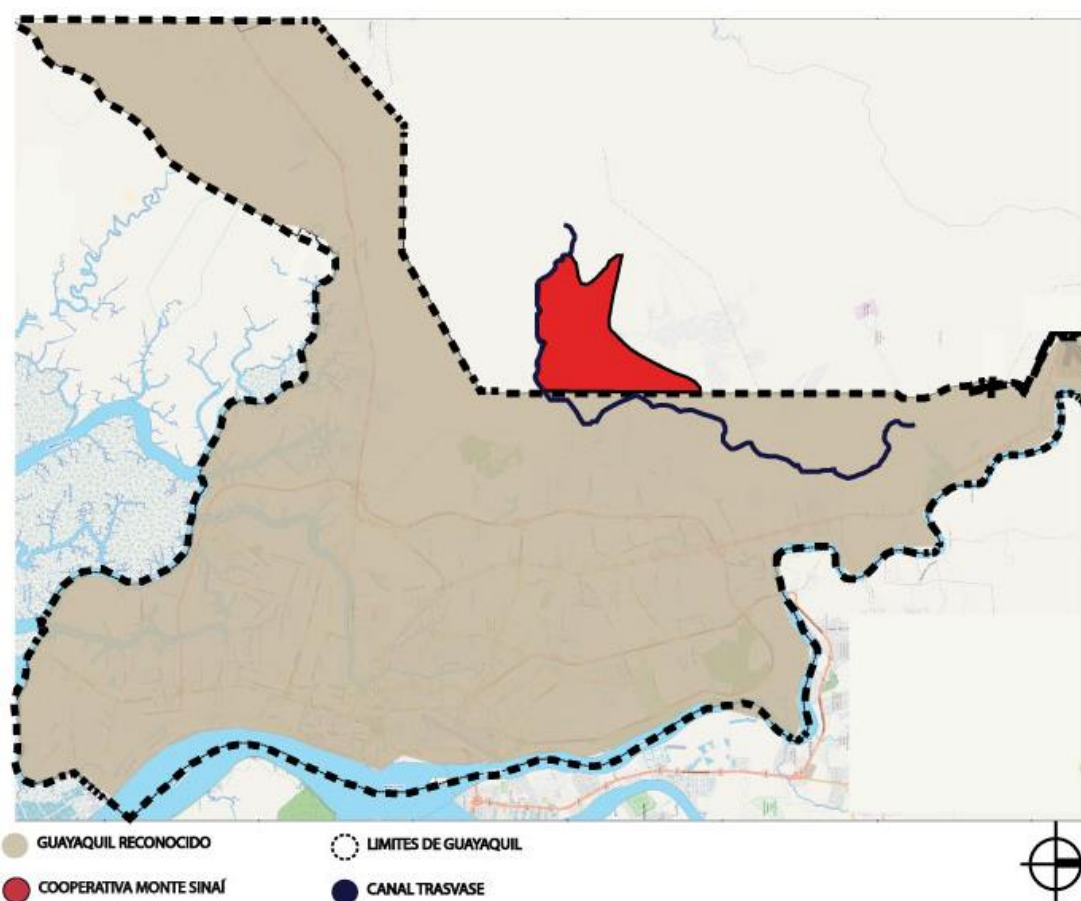 GUAYAQUIL RECONOCIDO
LIMITES DE GUAYAQUIL
COOPERATIVA MONTE SINAÍ
CANAL TRASVASE